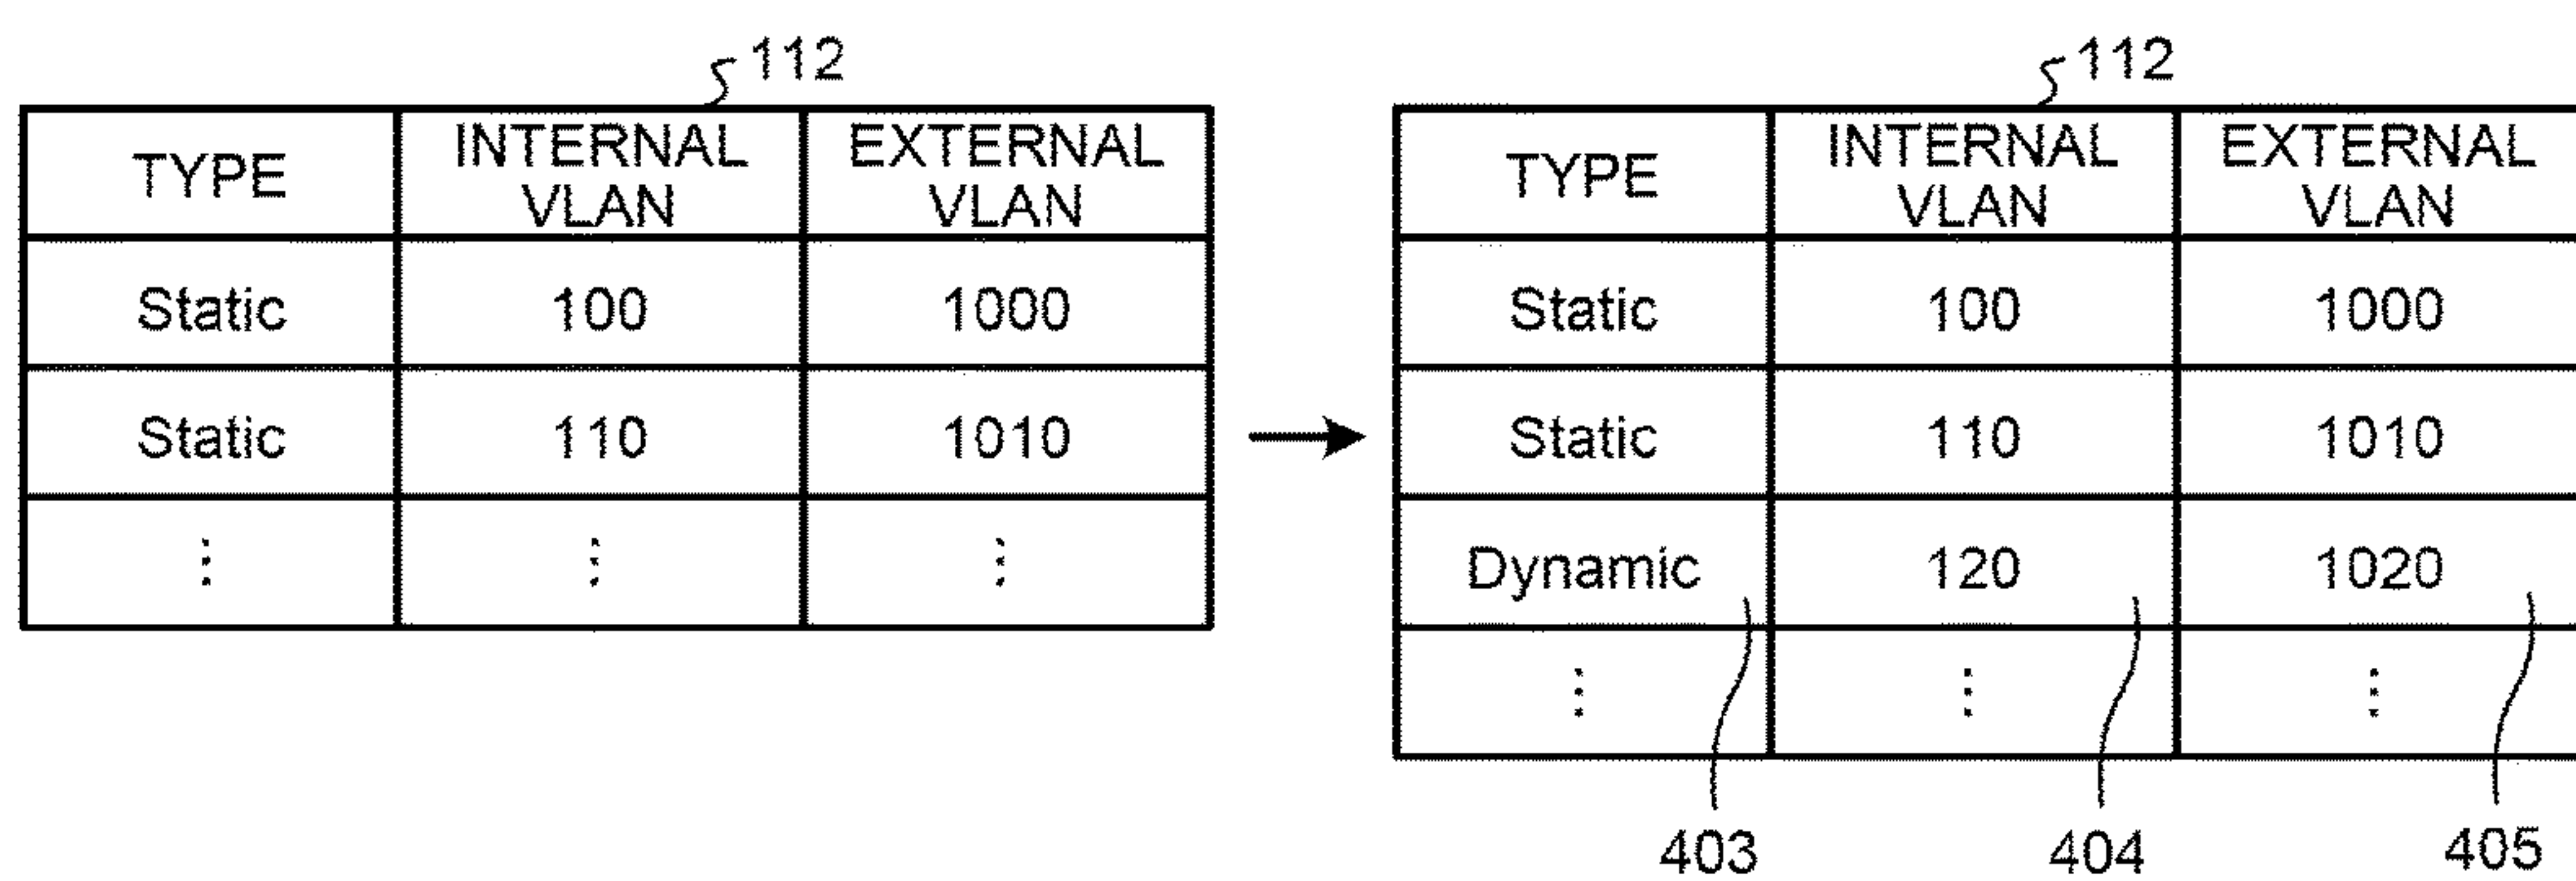 112
TYPE INTERNAL VLAN EXTERNAL VLAN
Static 100 1000
Static 110 1010
⋮ ⋮ ⋮
112
TYPE INTERNAL VLAN EXTERNAL VLAN
Static 100 1000
Static 110 1010
Dynamic 120 1020
⋮ ⋮ ⋮
403 404 405